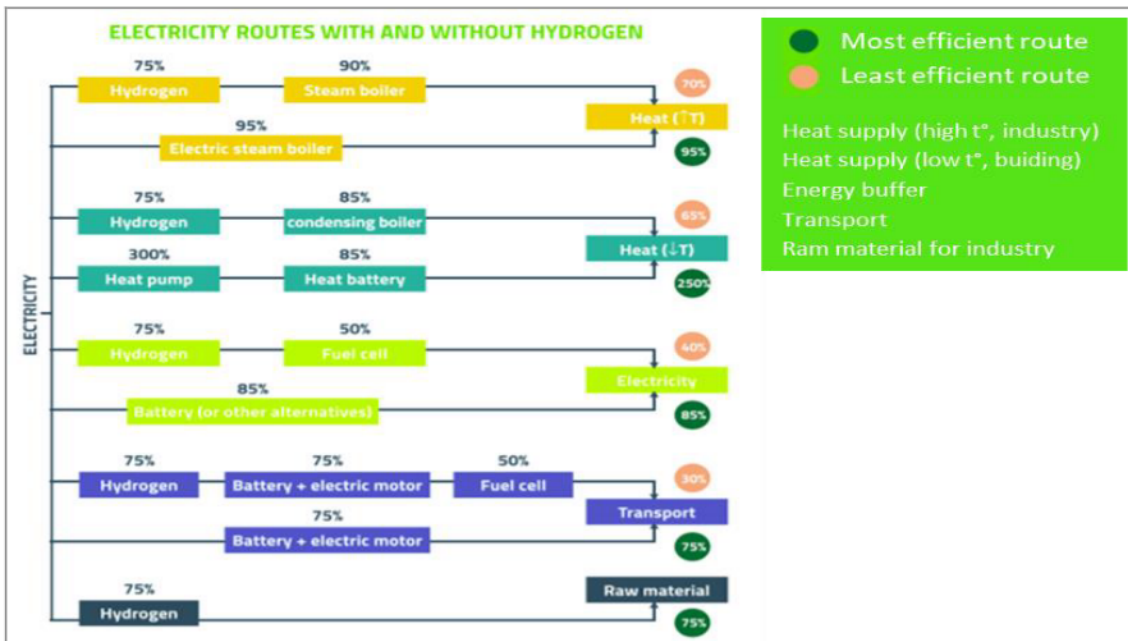 ELECTRICITY ROUTES WITH AND WITHOUT HYDROGEN
75% 90%
Hydrogen Steam boiler 70%
Heat (↑T)
95%
Electric steam boiler 95%
75% 85%
Hydrogen condensing boiler 65%
Heat (↓T)
300% 85%
Heat pump Heat battery 250%
ELECTRICITY
75% 50%
Hydrogen Fuel cell 40%
Electricity
85%
Battery (or other alternatives) 85%
75% 75% 50%
Hydrogen Battery + electric motor Fuel cell 30%
Transport
75%
Battery + electric motor 75%
75% Raw material
Hydrogen 75%
Most efficient route
Least efficient route
Heat supply (high t°, industry)
Heat supply (low t°, buiding)
Energy buffer
Transport
Ram material for industry